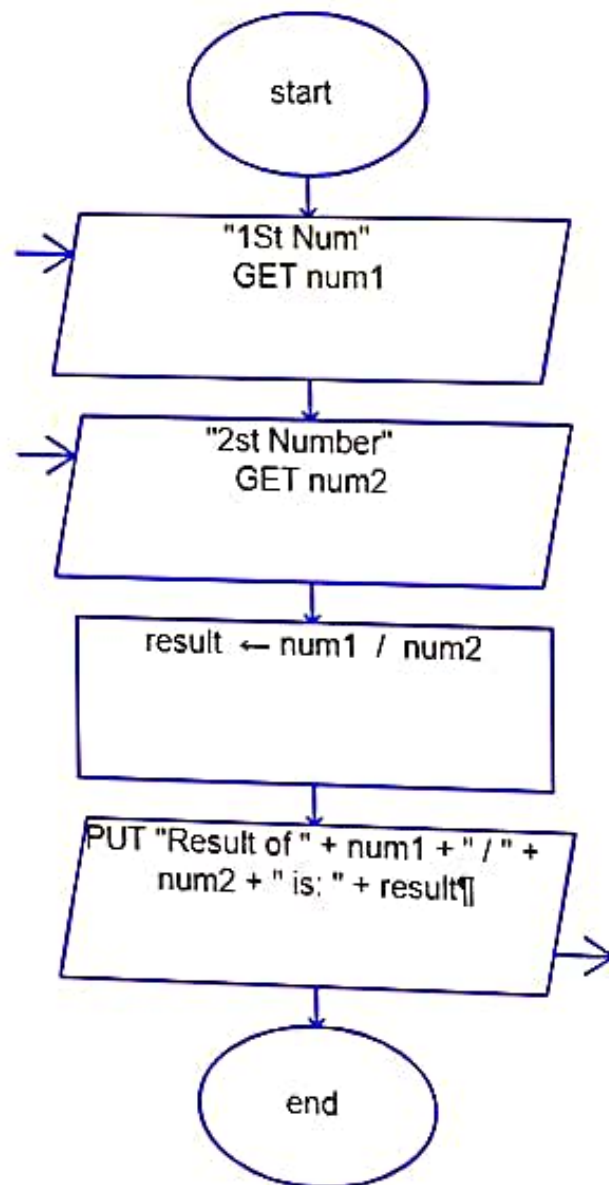 start
"1St Num"
GET num1
"2st Number"
GET num2
result ← num1 / num2
PUT "Result of " + num1 + " / " +
num2 + " is: " + result¶
end